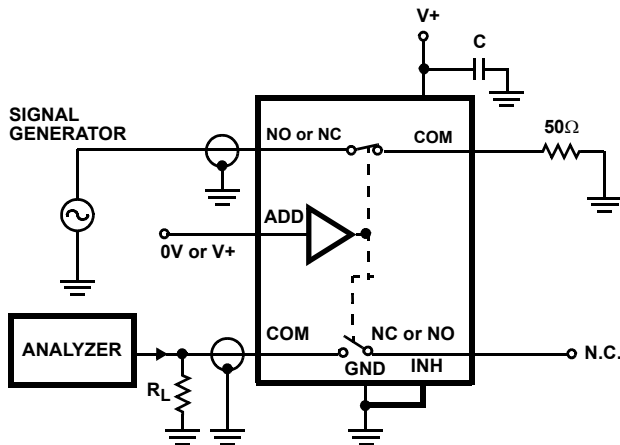 V+
C
SIGNAL
GENERATOR
NO or NC
COM
50Ω
ADD
0V or V+
COM
NC or NO
ANALYZER
N.C.
GND
INH
RL